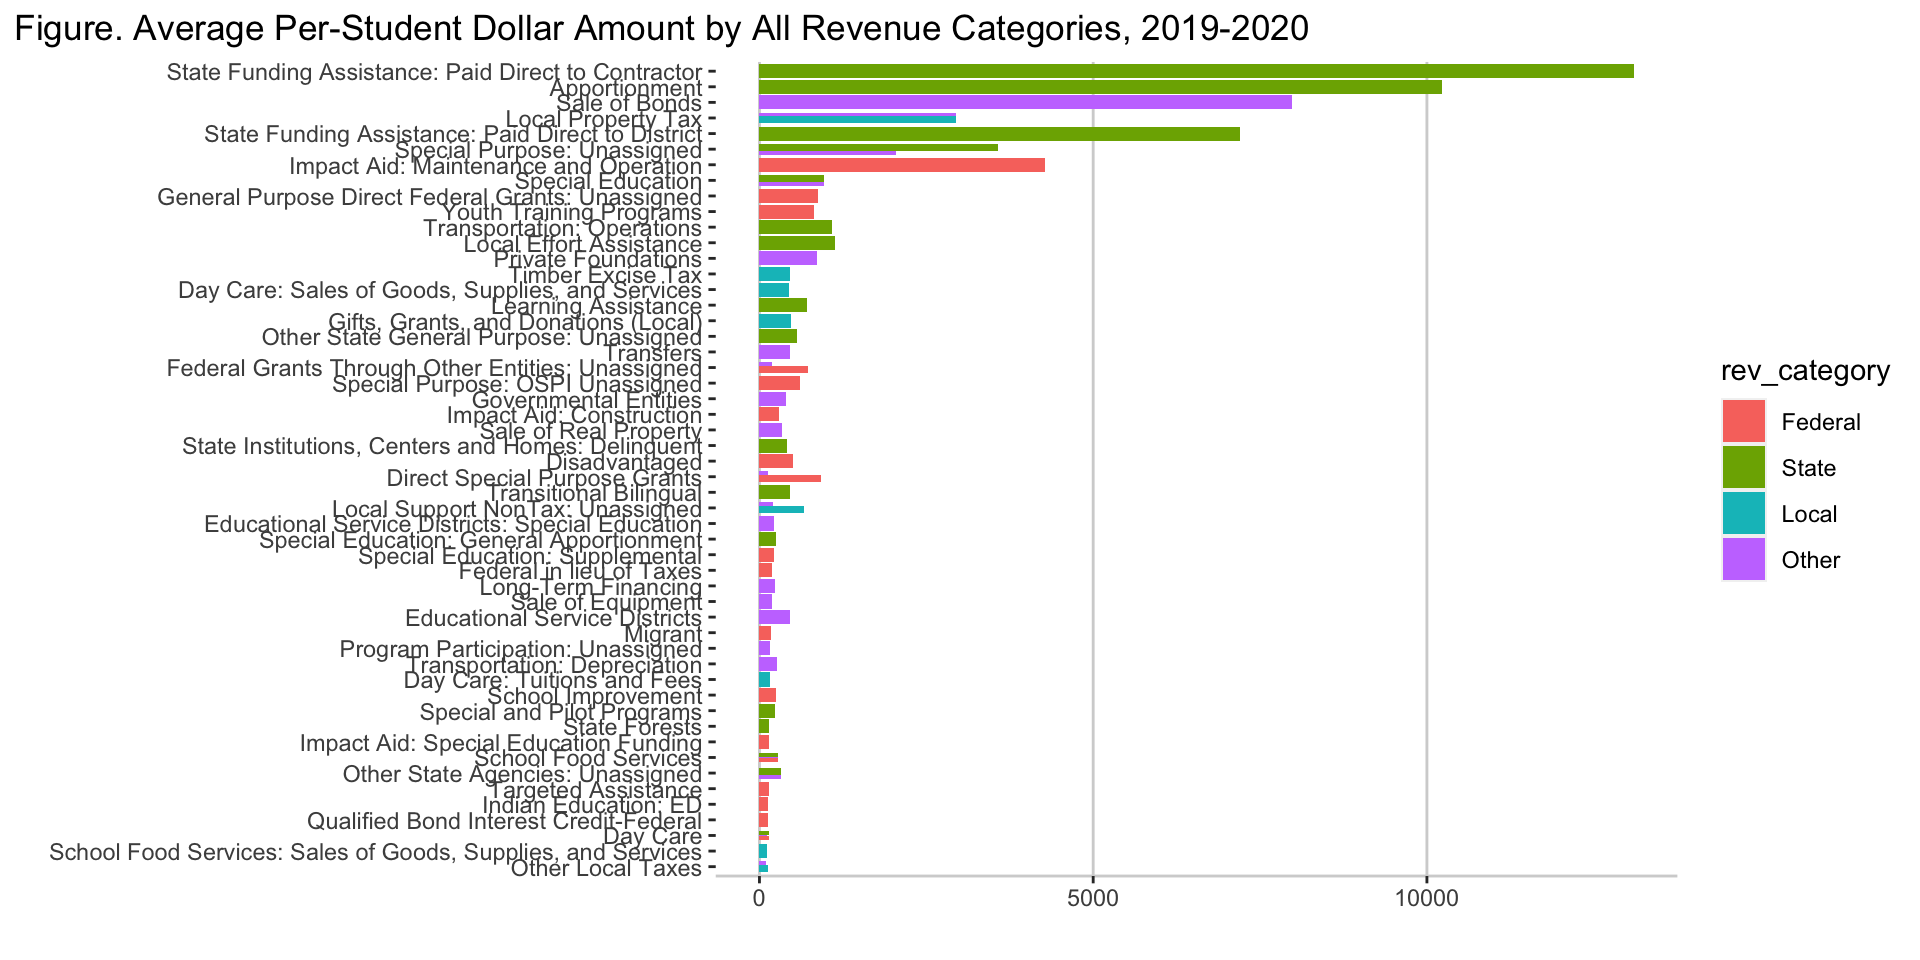 Figure. Average Per-Student Dollar Amount by All Revenue Categories, 2019-2020
State Funding Assistance: Paid Direct to Contractor
Apportionment
Sale of Bonds
Local Property Tax
State Funding Assistance: Paid Direct to District
Special Purpose: Unassigned
Impact Aid: Maintenance and Operation
Special Education
General Purpose Direct Federal Grants: Unassigned
Youth Training Programs
Transportation: Operations
Local Effort Assistance
Private Foundations
Timber Excise Tax
Day Care: Sales of Goods, Supplies, and Services
Learning Assistance
Gifts, Grants, and Donations (Local)
Other State General Purpose: Unassigned
Transfers
Federal Grants Through Other Entities: Unassigned
Special Purpose: OSPI Unassigned
Governmental Entities
Impact Aid: Construction
Sale of Real Property
State Institutions, Centers and Homes: Delinquent
Disadvantaged
Direct Special Purpose Grants
Transitional Bilingual
Local Support NonTax: Unassigned
Educational Service Districts: Special Education
Special Education: General Apportionment
Special Education: Supplemental
Federal in lieu of Taxes
Long-Term Financing
Sale of Equipment
Educational Service Districts
Migrant
Program Participation: Unassigned
Transportation: Depreciation
Day Care: Tuitions and Fees
School Improvement
Special and Pilot Programs
State Forests
Impact Aid: Special Education Funding
School Food Services
Other State Agencies: Unassigned
Targeted Assistance
Indian Education: ED
Qualified Bond Interest Credit-Federal
Day Care
School Food Services: Sales of Goods, Supplies, and Services
Other Local Taxes
0 5000 10000
rev_category
Federal
State
Local
Other